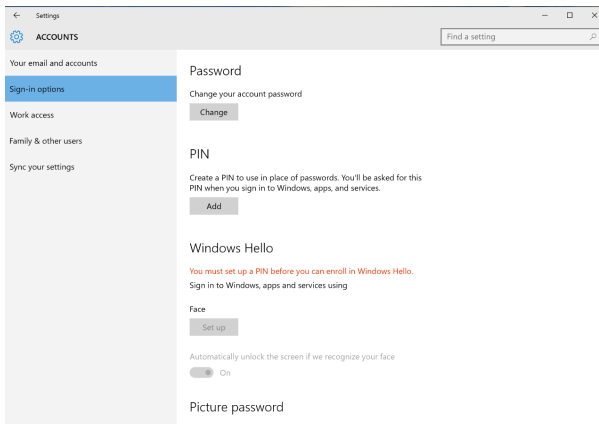 Settings
ACCOUNTS
Find a setting
Your email and accounts
Sign-in options
Work access
Family & other users
Sync your settings
Password
Change your account password
Change
PIN
Create a PIN to use in place of passwords. You'll be asked for this
PIN when you sign in to Windows, apps, and services.
Add
Windows Hello
You must set up a PIN before you can enroll in Windows Hello.
Sign in to Windows, apps and services using
Face
Set up
Automatically unlock the screen if we recognize your face
On
Picture password